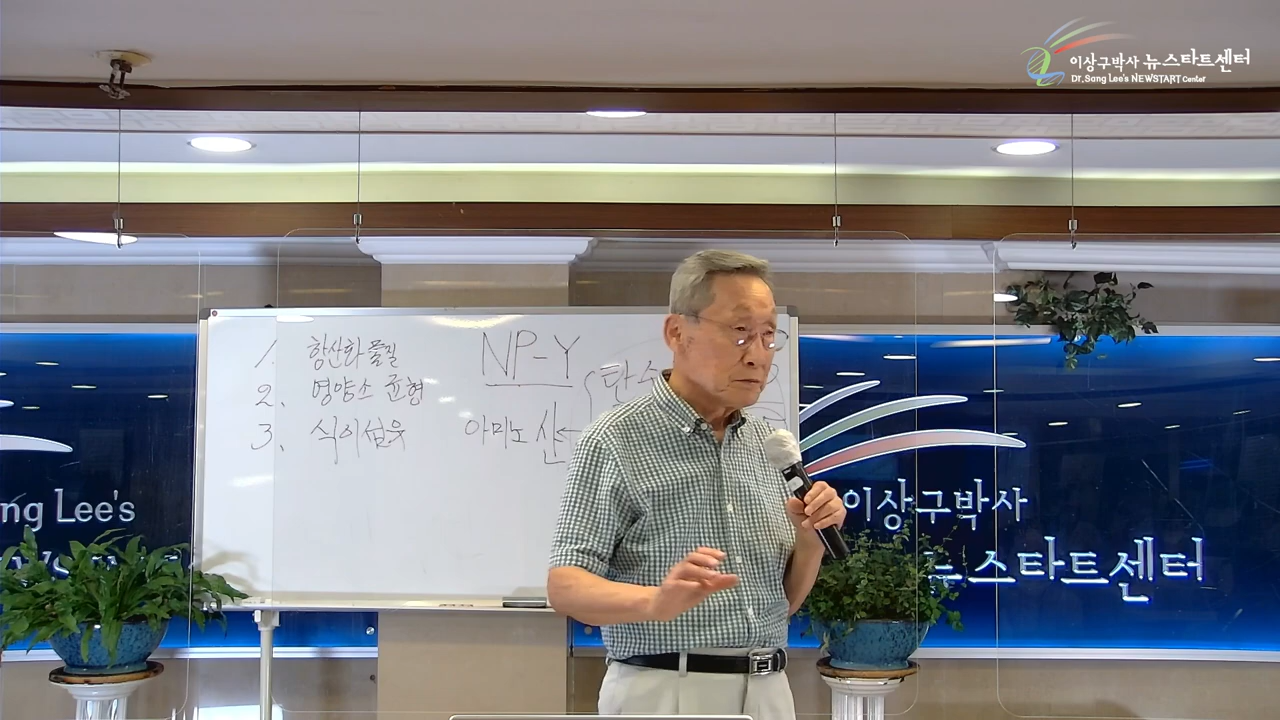 이상구박사 뉴스타트센터
Dr. Sang Lee's NEWSTART Center
1. 항산화 물질
2. 영양소 균형
3. 식이섬유
NP-Y
탄수
아미노산←
ng Lee's
이상구박사
뉴스타트센터